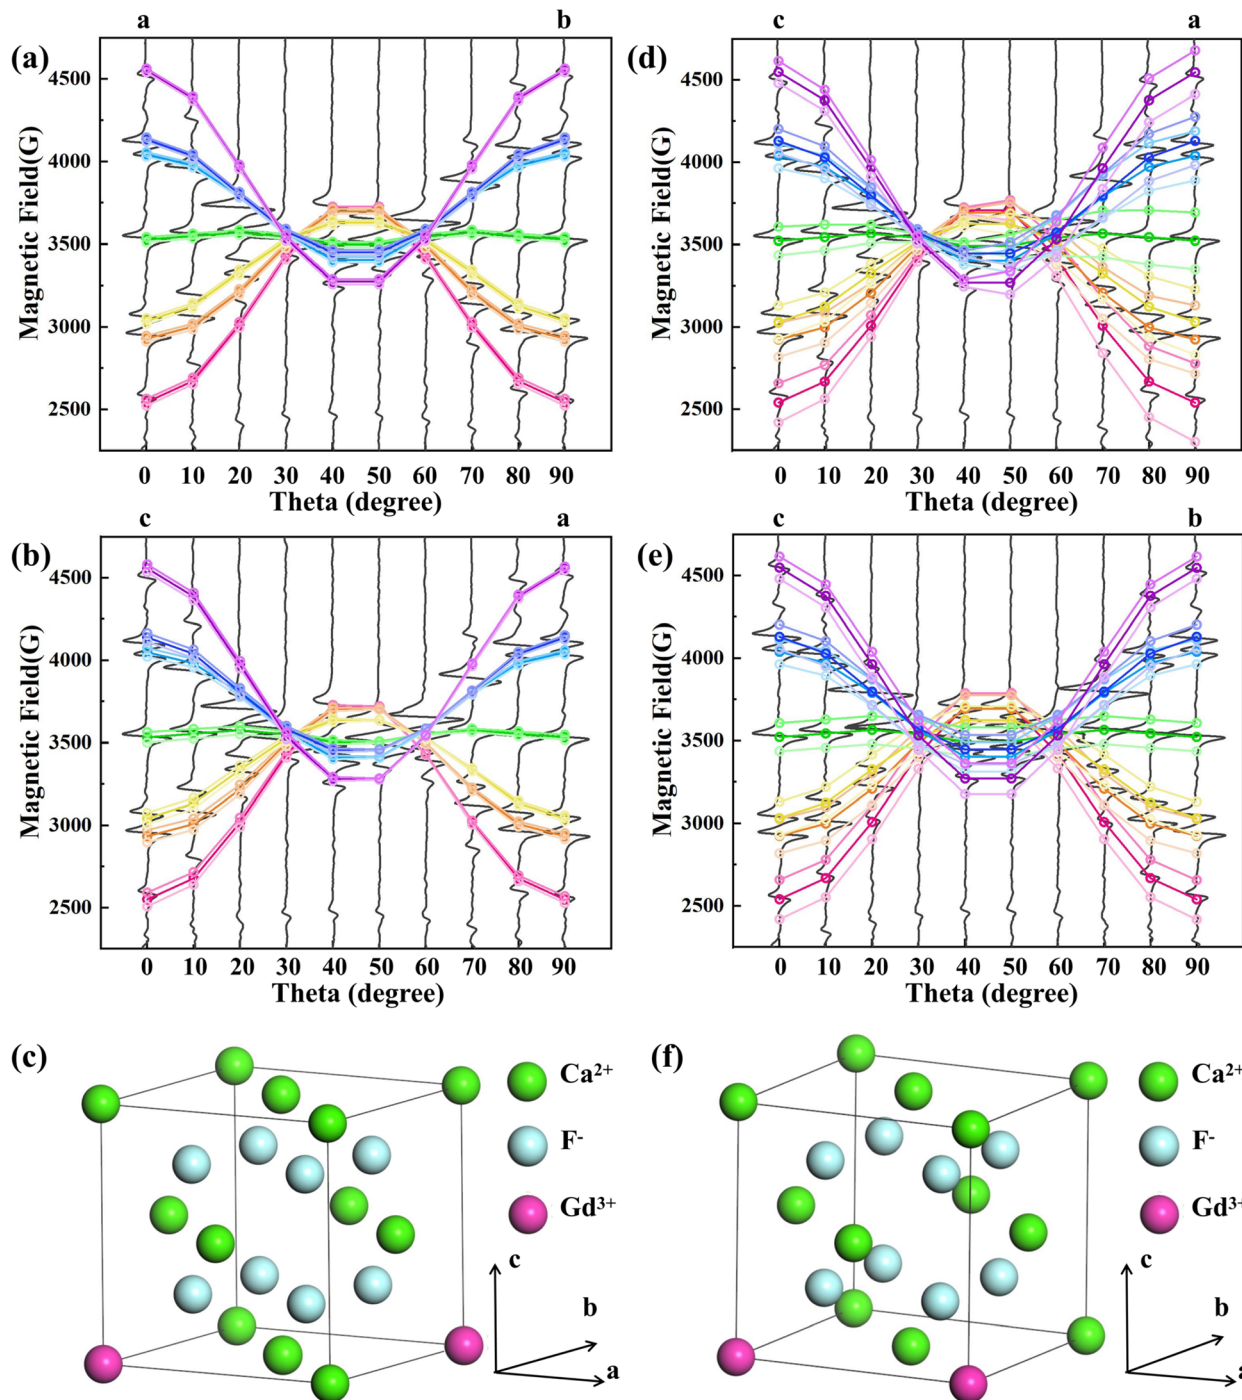 a b
(a)
Magnetic Field(G)
4500
4000
3500
3000
2500
0 10 20 30 40 50 60 70 80 90
Theta (degree)
c a
(d)
Magnetic Field(G)
4500
4000
3500
3000
2500
0 10 20 30 40 50 60 70 80 90
Theta (degree)
c a
(b)
Magnetic Field(G)
4500
4000
3500
3000
2500
0 10 20 30 40 50 60 70 80 90
Theta (degree)
c b
(e)
Magnetic Field(G)
4500
4000
3500
3000
2500
0 10 20 30 40 50 60 70 80 90
Theta (degree)
(c)
Ca²⁺
F⁻
Gd³⁺
c
b
a
(f)
Ca²⁺
F⁻
Gd³⁺
c
b
a